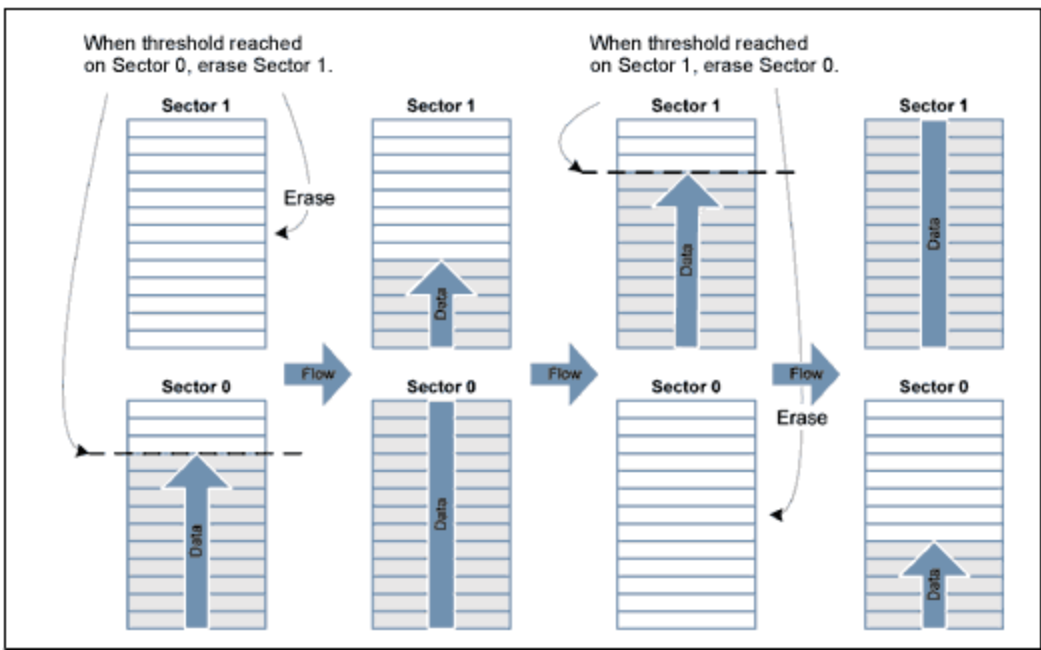 When threshold reached
on Sector 0, erase Sector 1.
When threshold reached
on Sector 1, erase Sector 0.
Sector 1
Sector 1
Sector 1
Sector 1
Erase
Data
Data
Data
Flow
Flow
Flow
Sector 0
Sector 0
Sector 0
Sector 0
Erase
Data
Data
Data